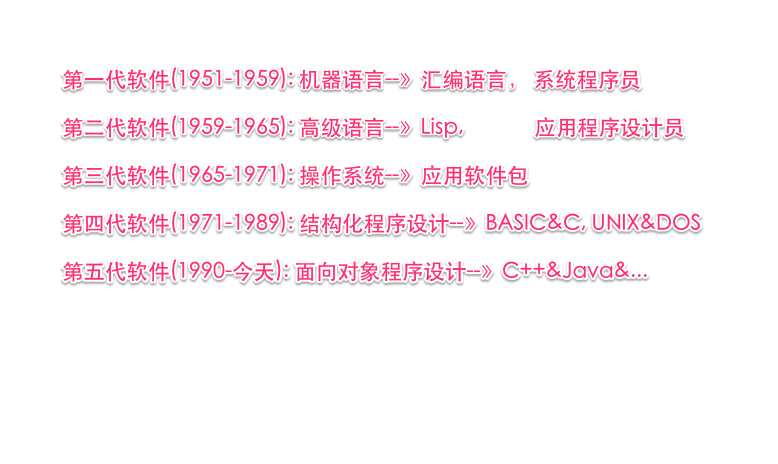 第一代软件(1951-1959): 机器语言--》汇编语言， 系统程序员
第二代软件(1959-1965): 高级语言--》Lisp, 应用程序设计员
第三代软件(1965-1971): 操作系统--》应用软件包
第四代软件(1971-1989): 结构化程序设计--》BASIC&C, UNIX&DOS
第五代软件(1990-今天): 面向对象程序设计--》C++&Java&...